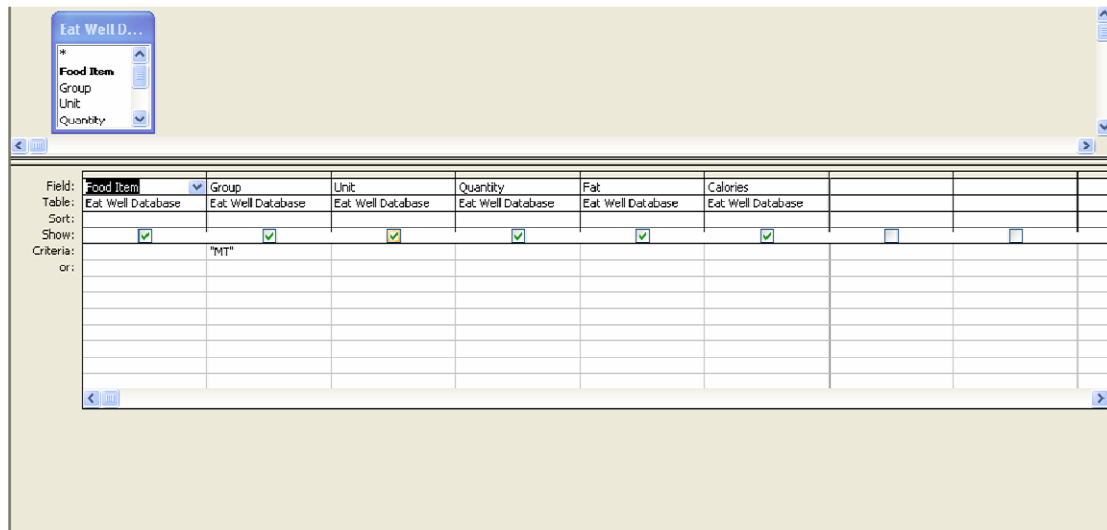 Eat Well D...
*
Food Item
Group
Unit
Quantity
Field: Food Item Group Unit Quantity Fat Calories
Table: Eat Well Database Eat Well Database Eat Well Database Eat Well Database Eat Well Database Eat Well Database
Sort:
Show:
Criteria: "MT"
or: